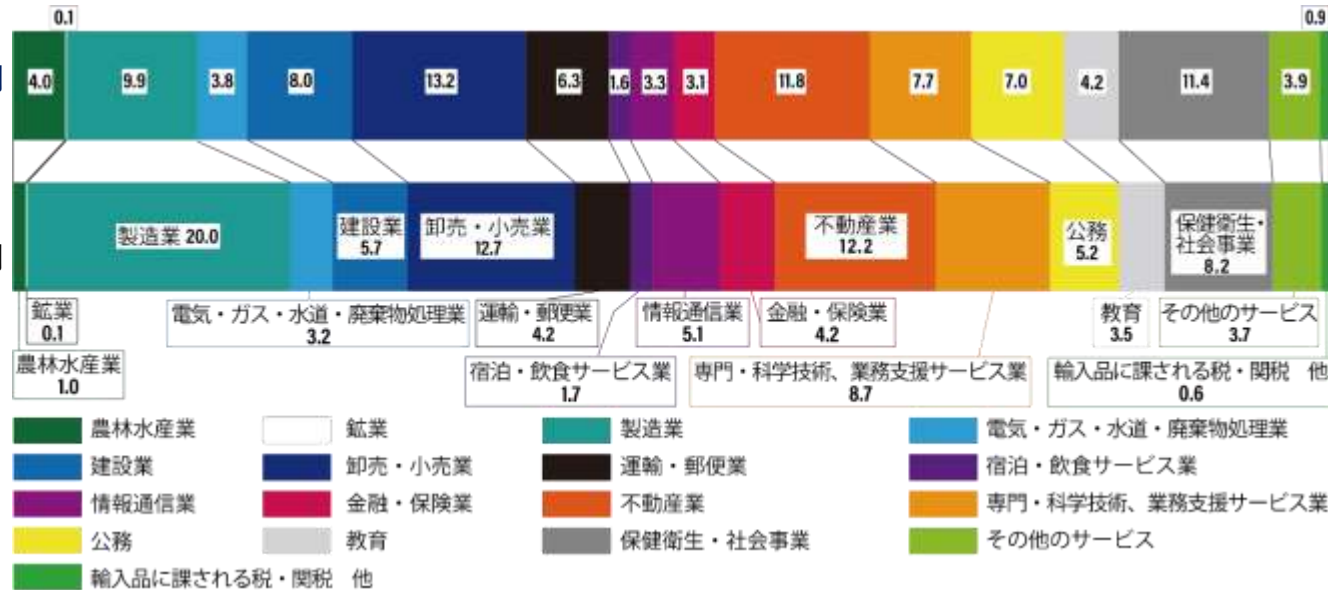 0.1 0.9
4.0 9.9 3.8 8.0 13.2 6.3 1.6 3.3 3.1 11.8 7.7 7.0 4.2 11.4 3.9
製造業 20.0
建設業
5.7
卸売・小売業
12.7
不動産業
12.2
公務
5.2
保健衛生・
社会事業
8.2
鉱業
0.1
電気・ガス・水道・廃棄物処理業
3.2
運輸・郵便業
4.2
情報通信業
5.1
金融・保険業
4.2
教育
3.5
その他のサービス
3.7
農林水産業
1.0
宿泊・飲食サービス業
1.7
専門・科学技術、業務支援サービス業
8.7
輸入品に課される税・関税 他
0.6
農林水産業 鉱業 製造業 電気・ガス・水道・廃棄物処理業
建設業 卸売・小売業 運輸・郵便業 宿泊・飲食サービス業
情報通信業 金融・保険業 不動産業 専門・科学技術、業務支援サービス業
公務 教育 保健衛生・社会事業 その他のサービス
輸入品に課される税・関税 他